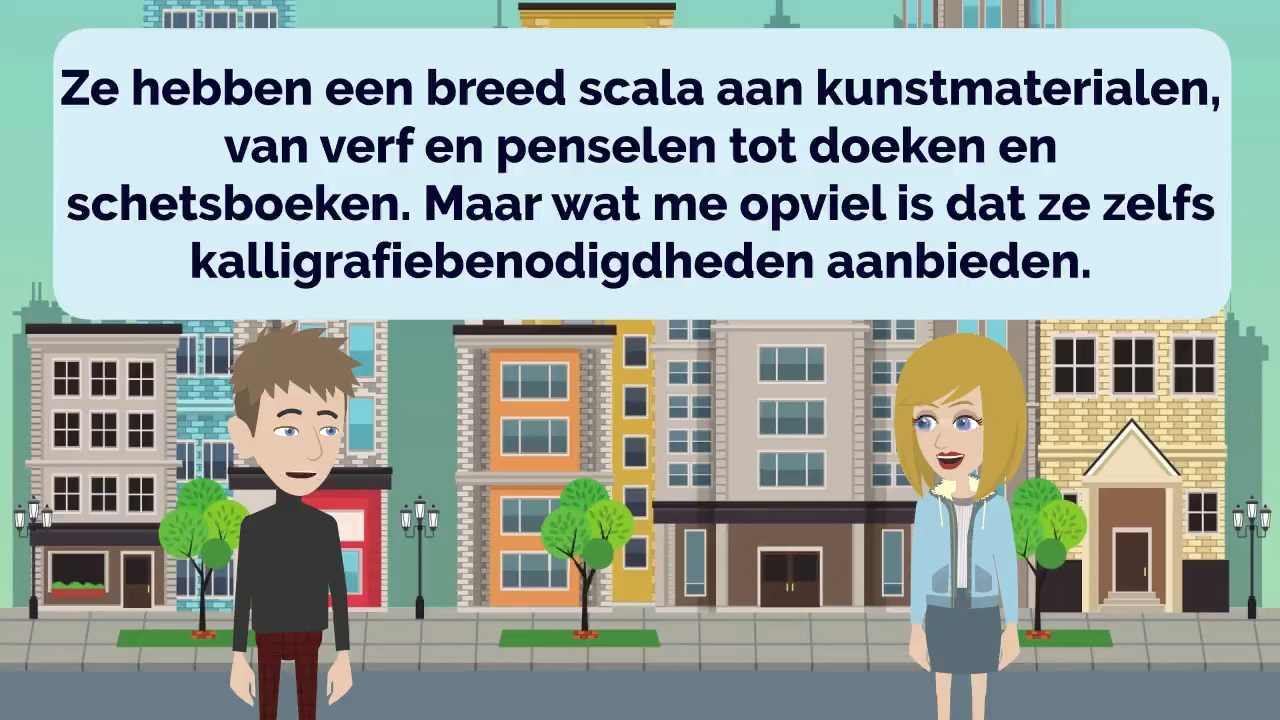 Ze hebben een breed scala aan kunstmaterialen,
van verf en penselen tot doeken en
schetsboeken. Maar wat me opviel is dat ze zelfs
kalligrafiebenodigdheden aanbieden.